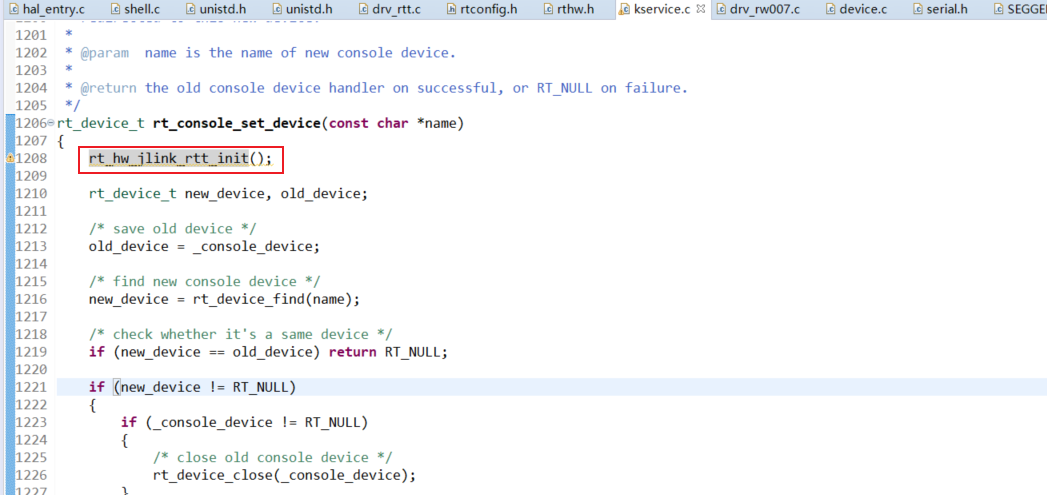 hal_entry.c shell.c unistd.h unistd.h drv_rtt.c rtconfig.h rthw.h kservice.c drv_rw007.c device.c serial.h SEGGE
1201 *
1202 * @param name is the name of new console device.
1203 *
1204 * @return the old console device handler on successful, or RT_NULL on failure.
1205 */
1206 rt_device_t rt_console_set_device(const char *name)
1207 {
1208 rt_hw_jlink_rtt_init();
1209
1210 rt_device_t new_device, old_device;
1211
1212 /* save old device */
1213 old_device = _console_device;
1214
1215 /* find new console device */
1216 new_device = rt_device_find(name);
1217
1218 /* check whether it's a same device */
1219 if (new_device == old_device) return RT_NULL;
1220
1221 if (new_device != RT_NULL)
1222 {
1223 if (_console_device != RT_NULL)
1224 {
1225 /* close old console device */
1226 rt_device_close(_console_device);
1227 }